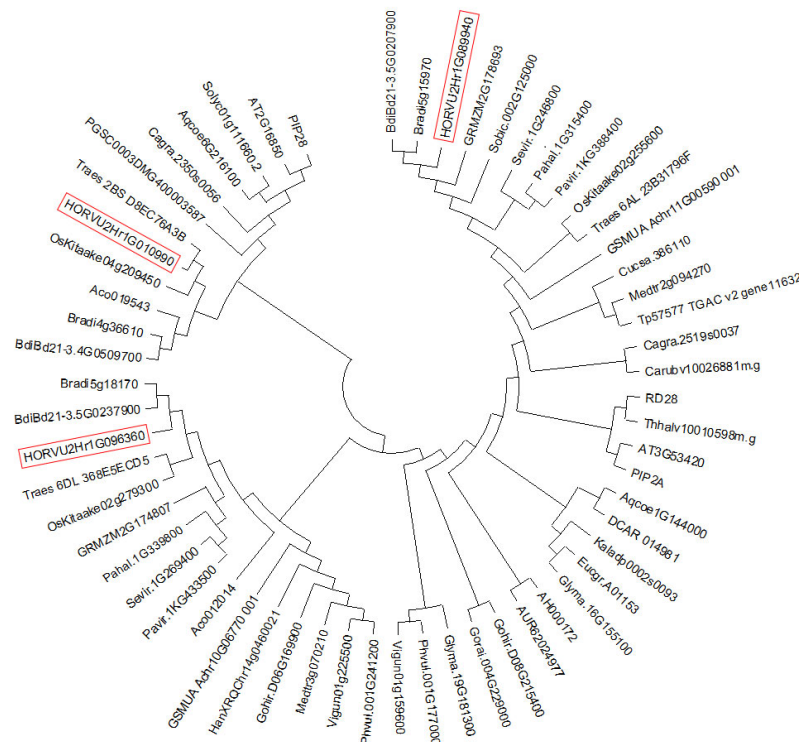 BdiBd21-3.5G0207900
Bradi5g15970
HORVU2Hr1G089940
GRMZM2G178693
Sobic.002G125000
Sevir.1G246800
Pahal.1G315400
Pavir.1KG388400
OsKitaake02g255600
Traes 6AL 23B31796F
GSMUA Achr11G00590 001
Cucsa.386110
Medtr2g094270
Tp57577 TGAC v2 gene11632
Cagra.2519s0037
Carubv10026881m.g
RD28
Thhalv10010598m.g
AT3G53420
PIP2A
Aqcoe1G144000
DCAR 014981
Kaladp0002s0093
Eucgr.A01153
Glyma.16G155100
AH000172
AUR62024977
Gohir.D08G215400
Gorai.004G229000
Glyma.19G181300
Phvul.001G177000
Vigun01g159600
Phvul.001G241200
Vigun01g225500
Medtr3g070210
Gohir.D06G169900
HanXRQChr14g0460021
GSMUA Achr10G06770 001
Aco012014
Pavir.1KG433500
Sevir.1G269400
Pahal.1G339800
GRMZM2G174807
OsKitaake02g279300
Traes 6DL 368E5ECD5
HORVU2Hr1G096360
BdiBd21-3.5G0237900
Bradi5g18170
BdiBd21-3.4G0509700
Bradi4g36610
Aco019543
OsKitaake04g209450
HORVU2Hr1G010990
Traes 2BS D8EC76A3B
PGSC0003DMG400003587
Cagra.2350s0056
Aqcoe6G216100
Solyc01g111660.2
AT2G16850
PIP28